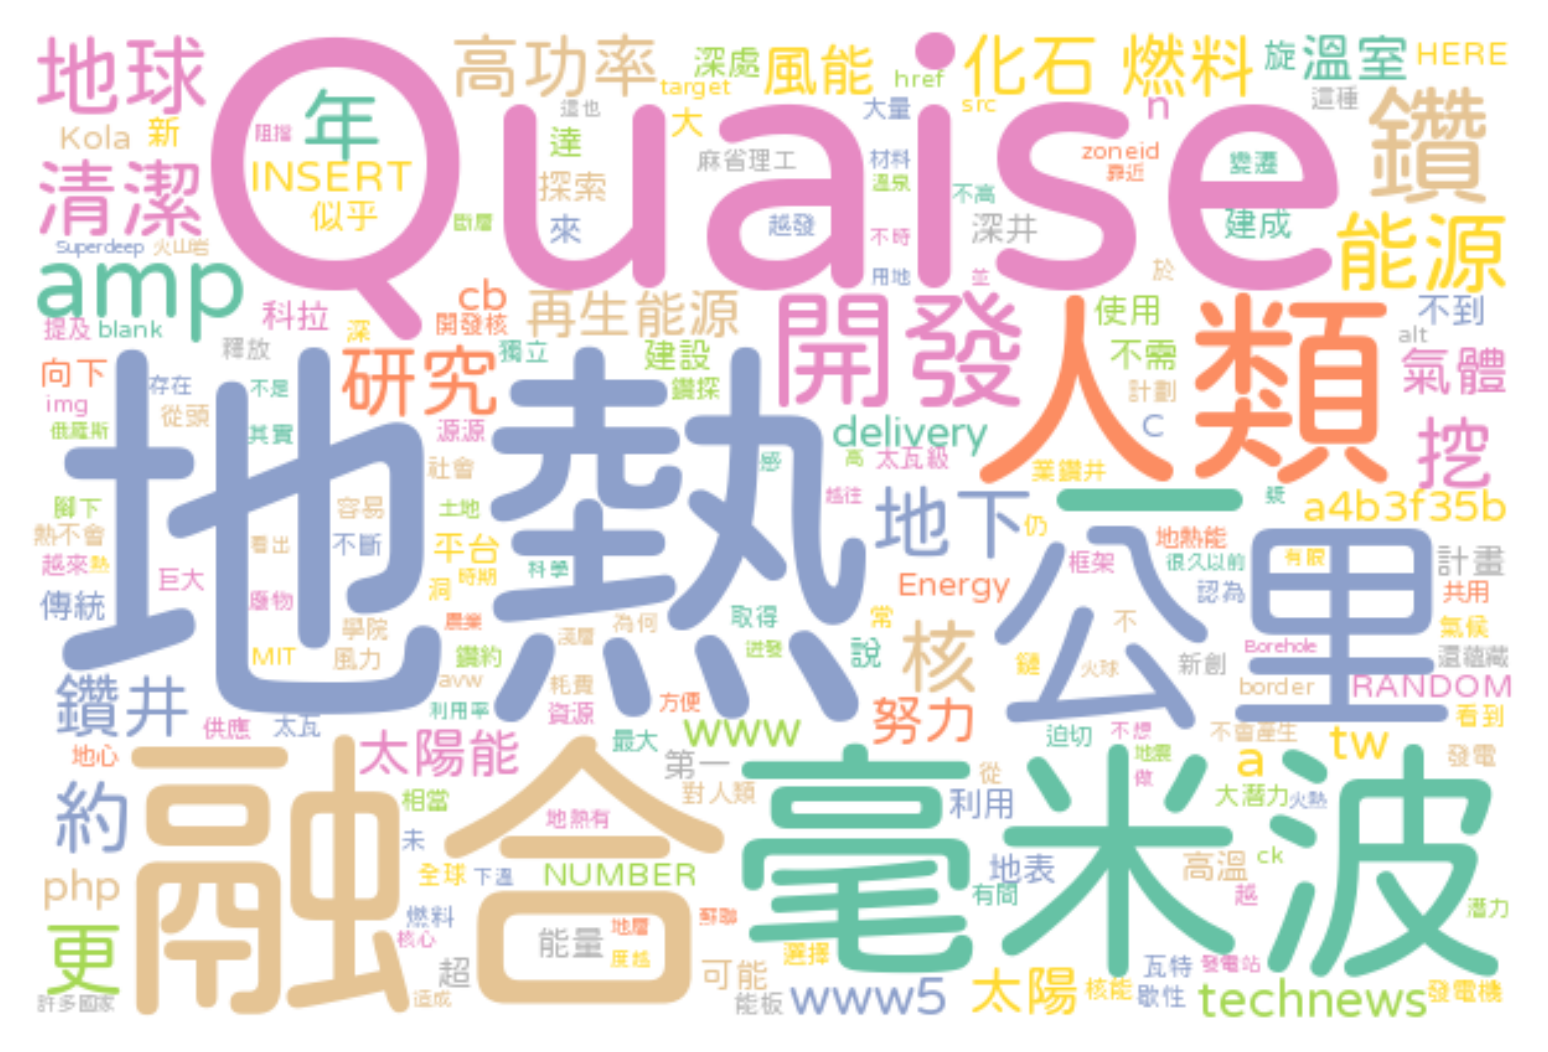 地球 高功率 深處 風能 化石 燃料 旋 溫室 HERE
target href
Quaise
年 這也 大 大量 src n 這種 鑽
Kola 新 阻擋 達 麻省理工 材料 zoneid 變遷
清潔 INSERT 探索 溫泉 靠近
似乎 斷層 來 越發 不時 不高 深井 建成 能源
Superdeep 火山岩 用地 並 於
amp cb 再生能源 開發 人類 使用 不到
提及 blank 科拉 深 開發核 alt
釋放 研究 獨立 建設 不需 氣體
向下 存在 不是 鑽探 計劃
img 從頭
俄羅斯 其實 源源 delivery C 挖
地熱 社會 感 高 太瓦級 業鑽井
腳下 容易 土地 越往 地下 一 a4b3f35b
熱不會 看出 不斷 平台 仍 地熱能 有限
越來 熱 巨大 科學 框架 很久以前 計畫
傳統 廢物 洞 時期 Energy 公里 認為 共用
學院 農業 為何 取得 常 不 氣候
MIT 風力 鑽約 淺層 迸發 說 核 鏈 火球 新創 Borehole 還蘊藏
鑽井 avw 耗費 border RANDOM
利用率 資源 方便 努力 看到
供應 太瓦 最大 www 迫切 不想 不會產生 tw
地心 太陽能 第一 地震 a 發電
約 融合 相當 對人類 毫米波 從 利用 做 大潛力 火熱
未 地熱有
php 全球 下溫 NUMBER 地表 高溫 ck
燃料 有問 越 潛力
更 核心 能量 地層 蘇聯
超 度越 可能 選擇 瓦特 發電站
許多國家 造成 能板 www5 太陽 核能 歇性 technews 發電機